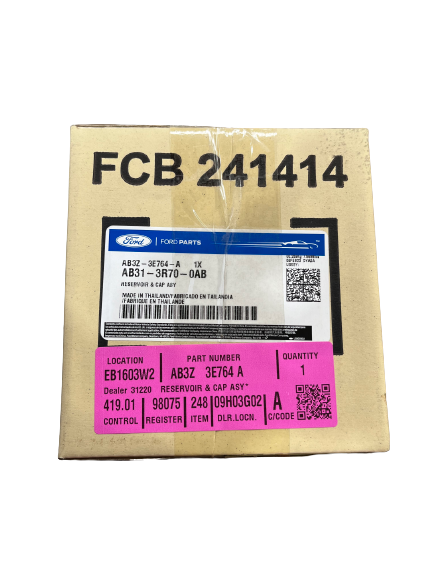 FCB 241414
Ford FORD PARTS
AB3Z-3E764-A 1X
AB31-3R70-0AB
RESERVOIR & CAP ASY
MADE IN THAILAND/FABRICADO EN TAILANDIA
/FABRIQUE EN THAILANDE
LOCATION PART NUMBER QUANTITY
EB1603W2 AB3Z 3E764 A 1
Dealer 31220 RESERVOIR & CAP ASY*
419.01 98075 248 09H03G02 A
CONTROL REGISTER ITEM DLR.LOCN. C/CODE